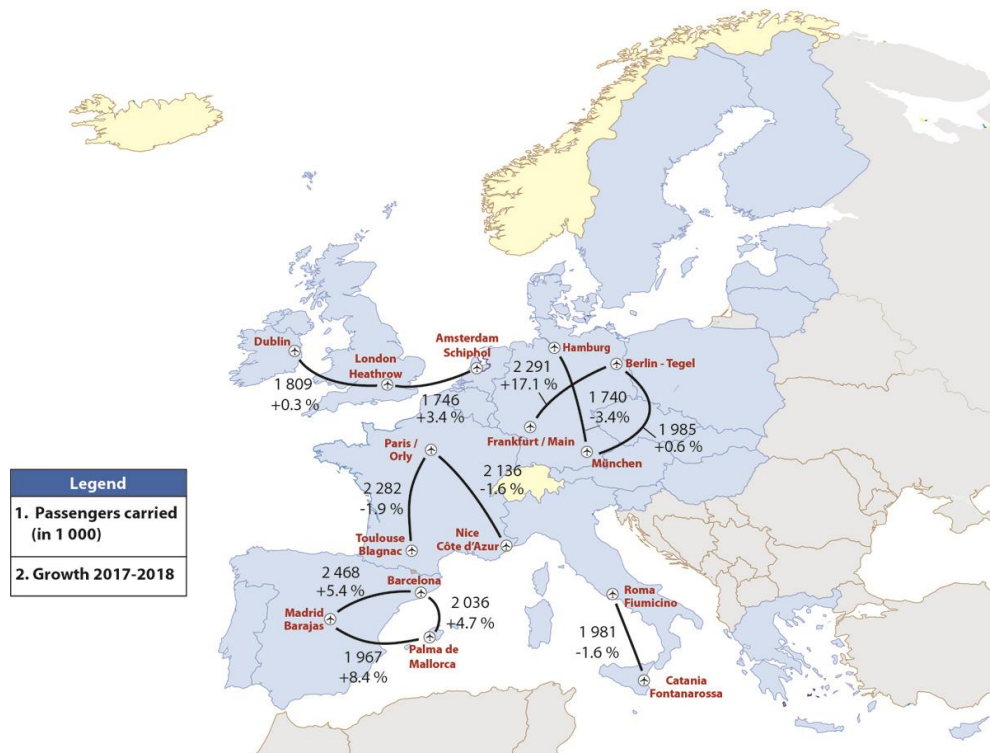 Dublin
1 809
+0.3 %
London
Heathrow
Amsterdam
Schiphol
1 746
+3.4 %
Hamburg
Berlin - Tegel
2 291
+17.1 %
1 740
-3.4%
1 985
+0.6 %
Frankfurt / Main
München
Paris /
Orly
2 136
-1.6 %
2 282
-1.9 %
Toulouse
Blagnac
Nice
Côte d'Azur
Legend
1. Passengers carried
(in 1 000)
2. Growth 2017-2018
2 468
+5.4 %
Barcelona
Madrid
Barajas
2 036
+4.7 %
Palma de
Mallorca
1 967
+8.4 %
Roma
Fiumicino
1 981
-1.6 %
Catania
Fontanarossa